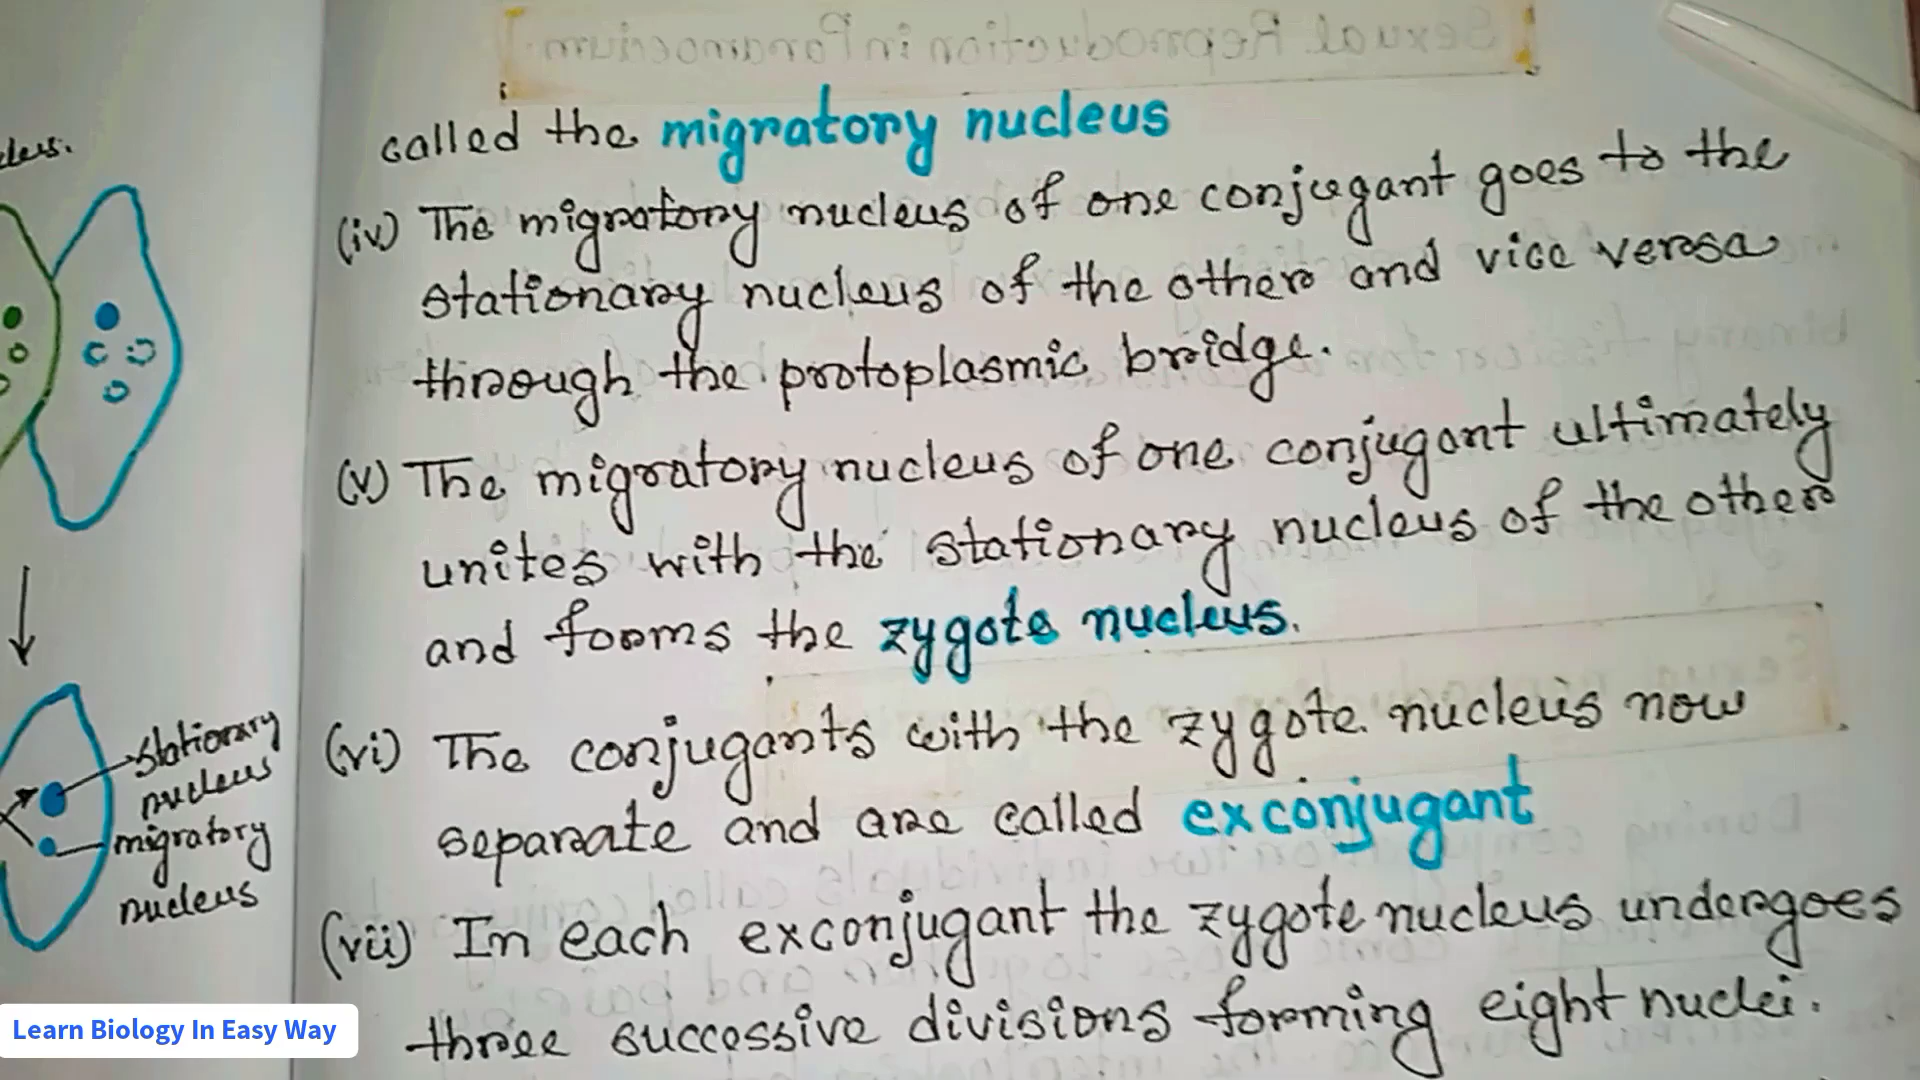 Sexual Reproduction in Paramoecium
called the migratory nucleus
(iv) The migratory nucleus of one conjugant goes to the
stationary nucleus of the other and vice versa
through the protoplasmic bridge.
(v) The migratory nucleus of one conjugant ultimately
unites with the stationary nucleus of the other
and forms the zygote nucleus.
(vi) The conjugants with the zygote nucleus now
separate and are called exconjugant
(vii) In each exconjugant the zygote nucleus undergoes
three successive divisions forming eight nuclei.
stationary
nucleus
migratory
nucleus
Learn Biology In Easy Way